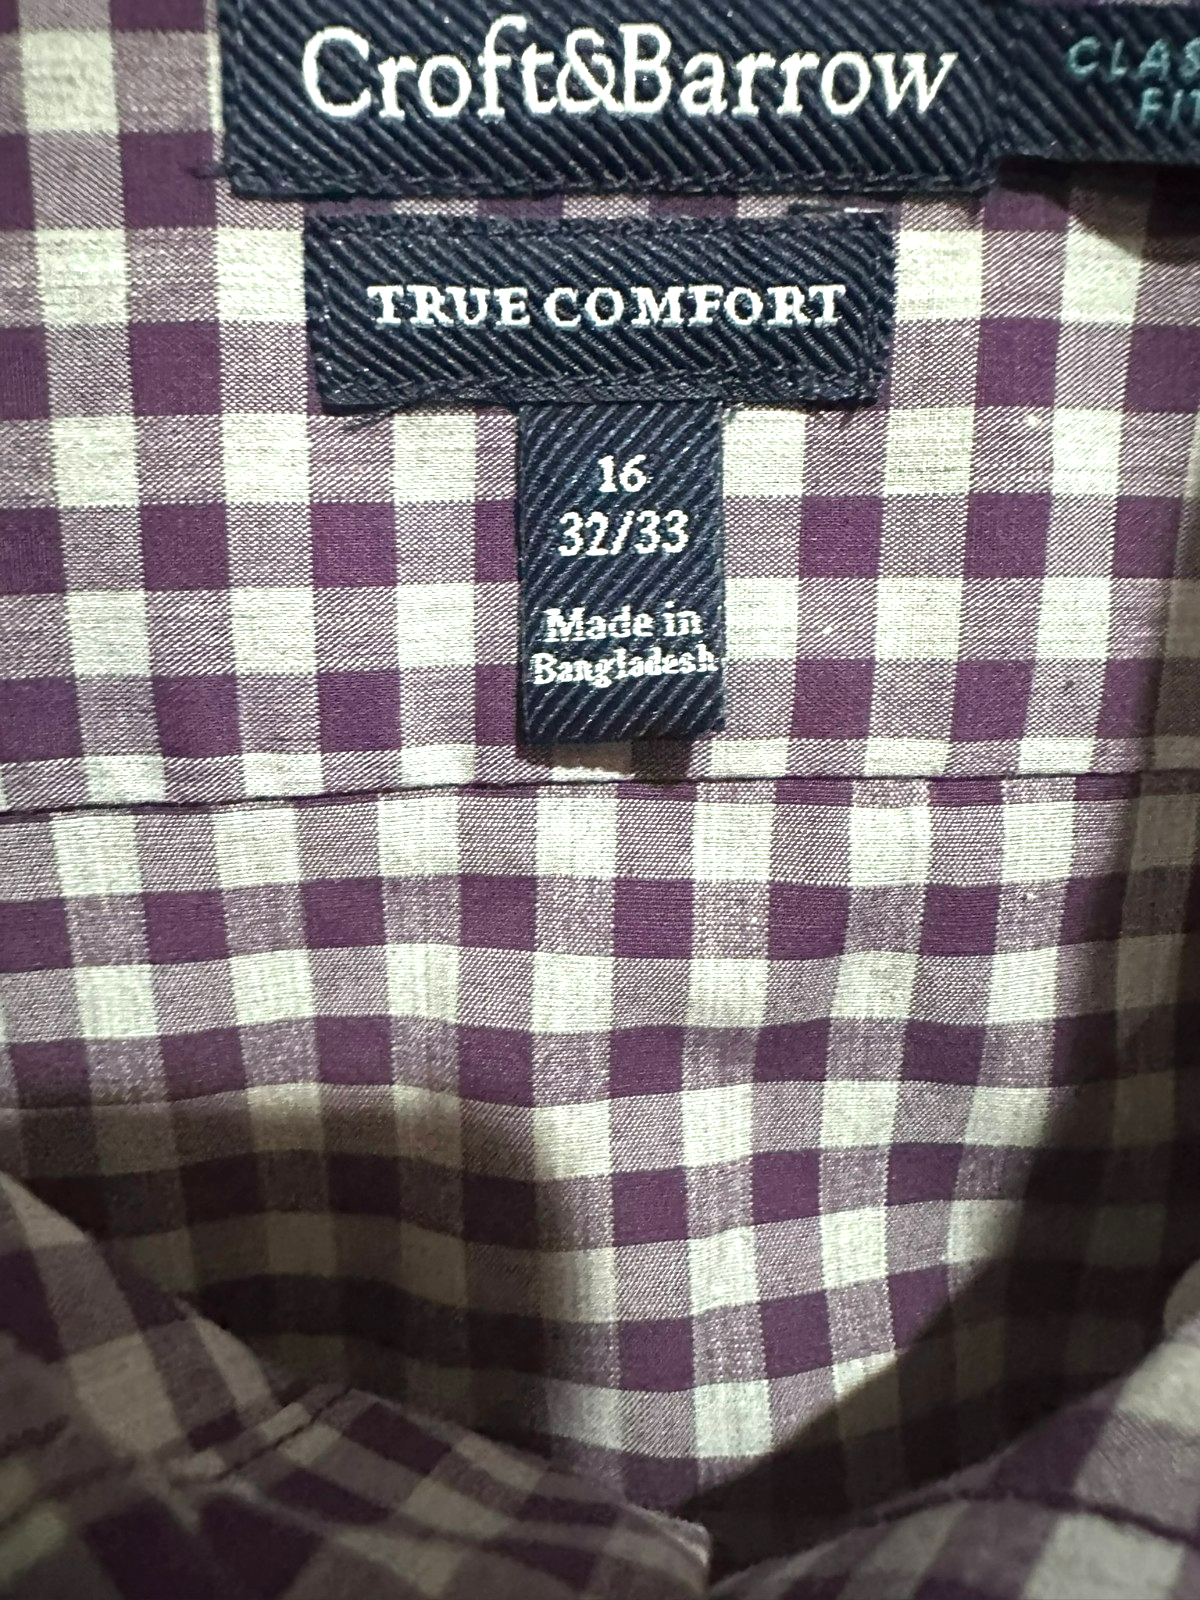 Croft&Barrow
TRUE COMFORT
16
32/33
Made in
Bangladesh